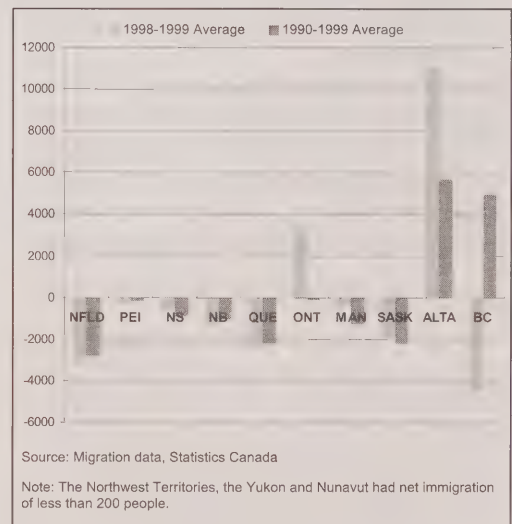 1998-1999 Average 1990-1999 Average
12000
10000
8000
6000
4000
2000
0
NFLD PEI NS NB QUE ONT MAN SASK ALTA BC
-2000
-4000
-6000
Source: Migration data, Statistics Canada
Note: The Northwest Territories, the Yukon and Nunavut had net immigration
of less than 200 people.